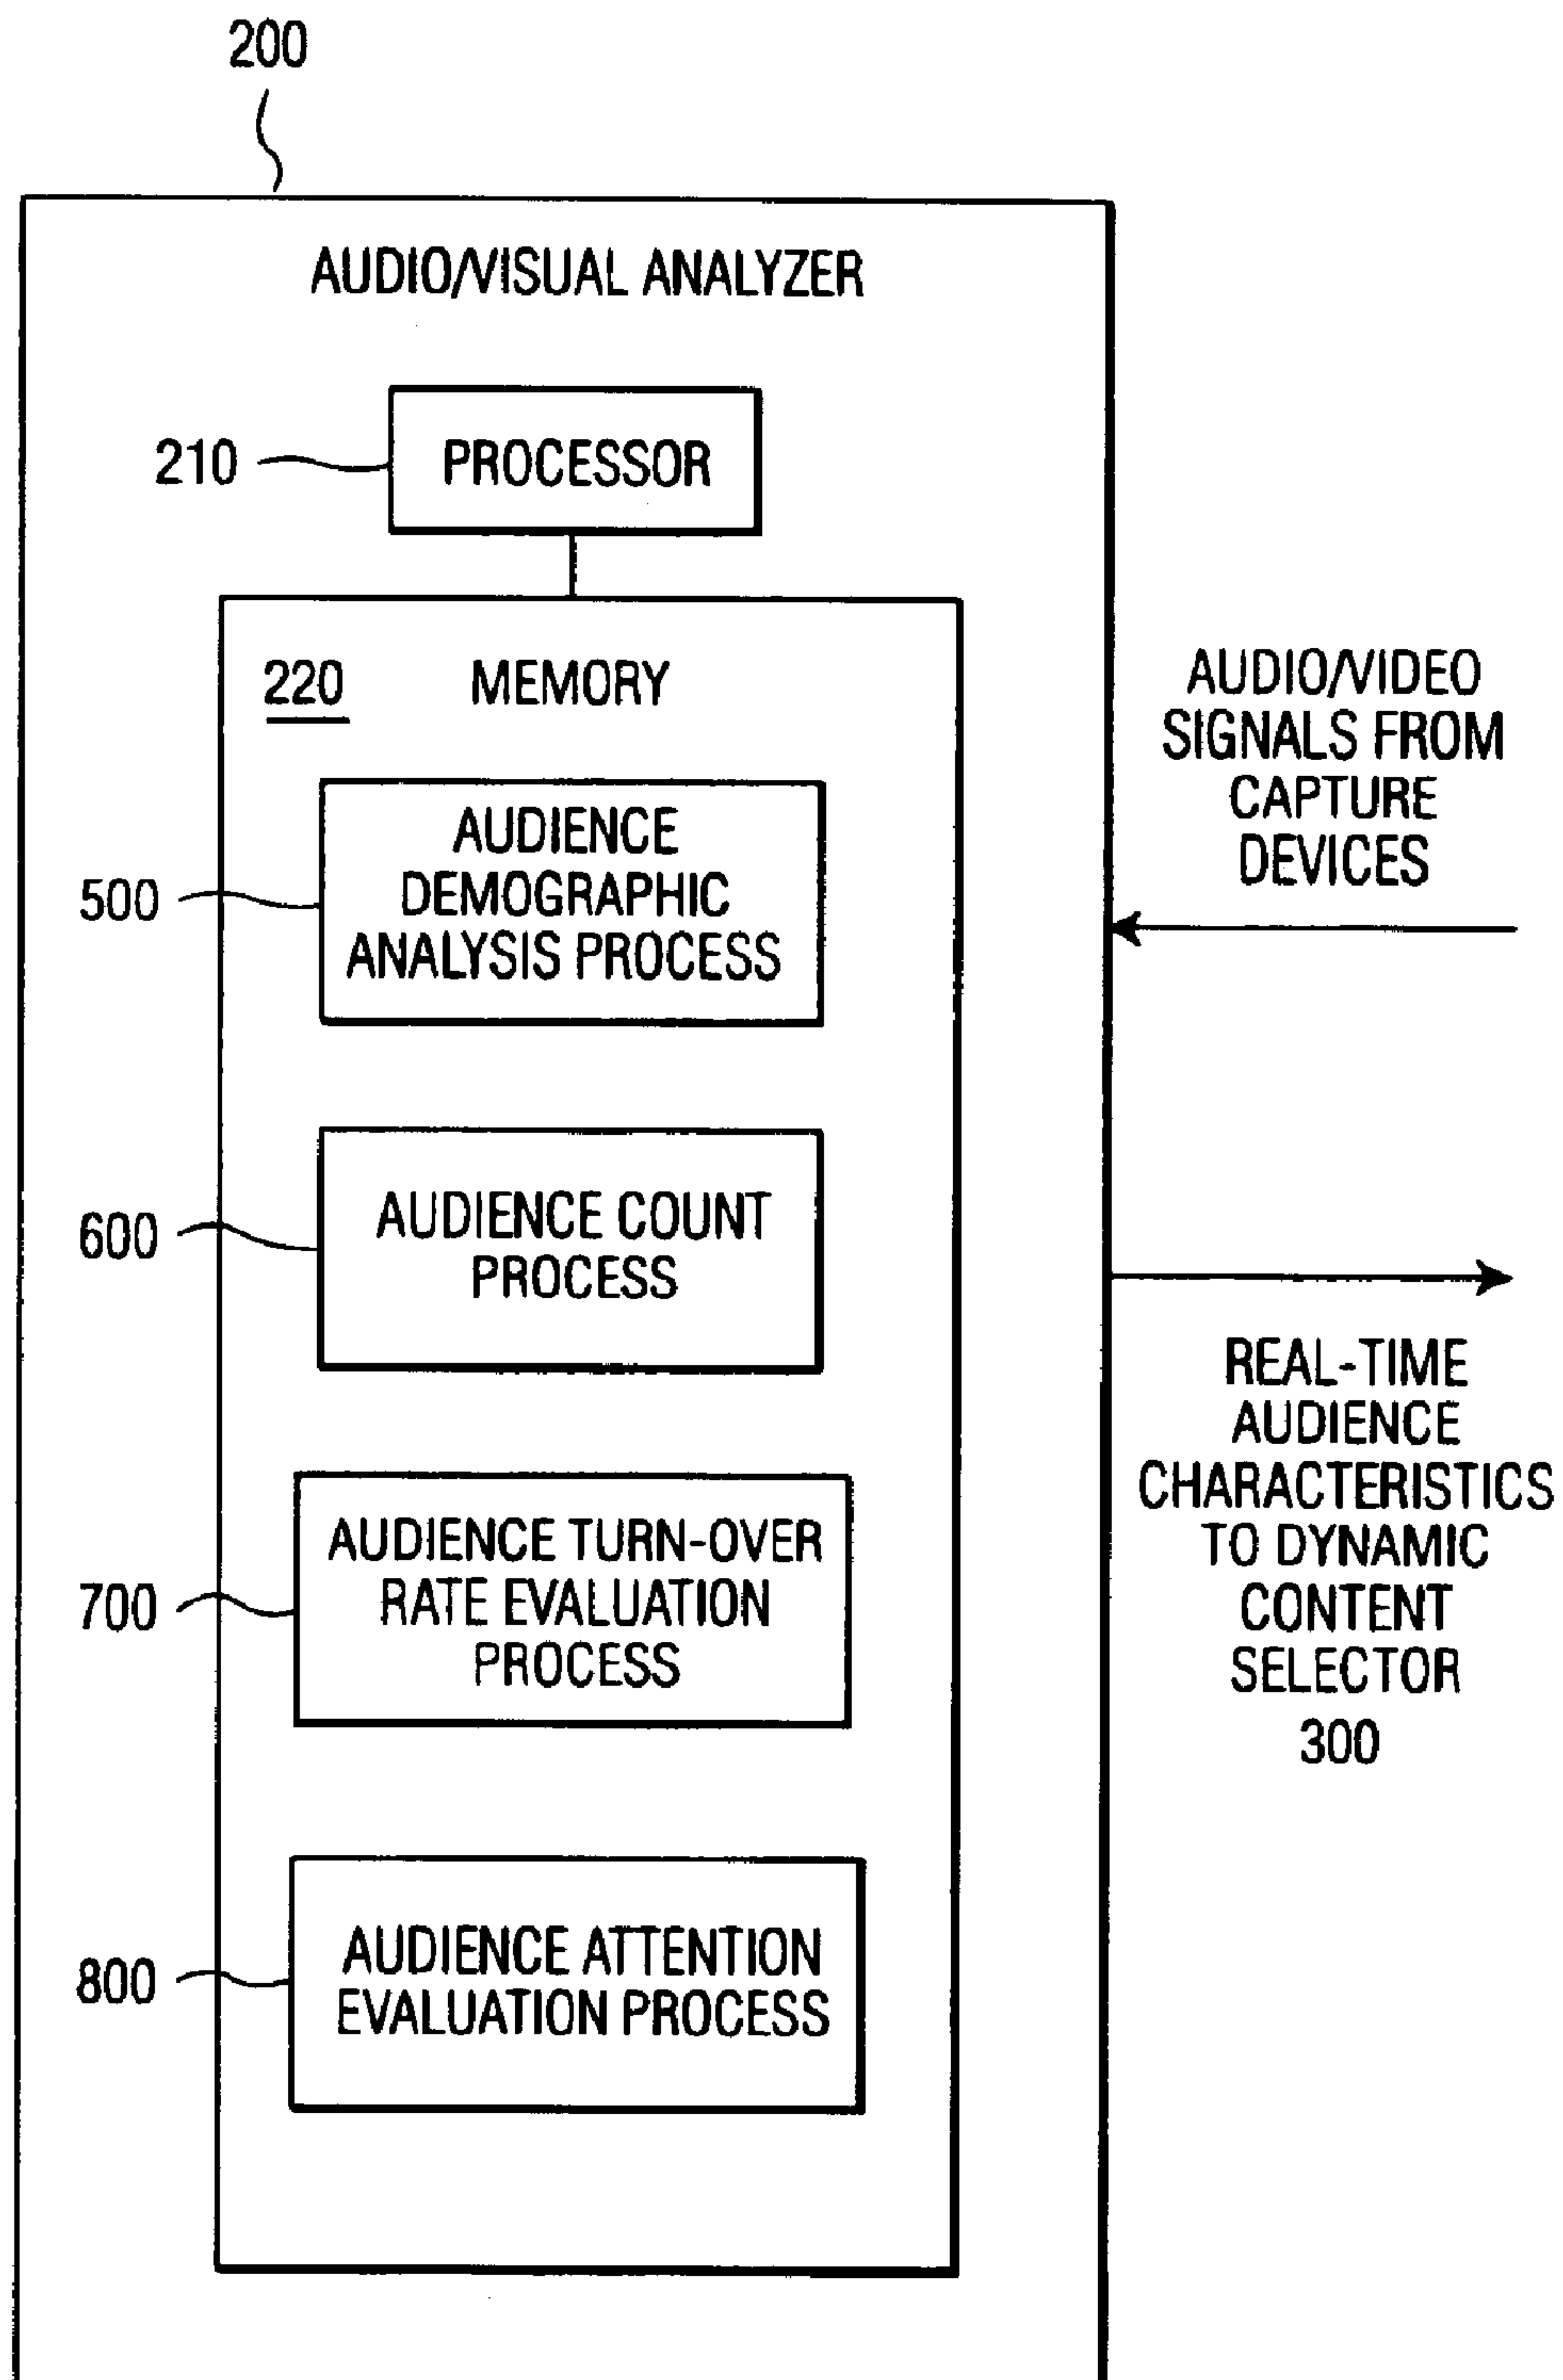 200
AUDIO/VISUAL ANALYZER
210
PROCESSOR
220
MEMORY
500
AUDIENCE
DEMOGRAPHIC
ANALYSIS PROCESS
600
AUDIENCE COUNT
PROCESS
700
AUDIENCE TURN-OVER
RATE EVALUATION
PROCESS
800
AUDIENCE ATTENTION
EVALUATION PROCESS
AUDIO/VIDEO
SIGNALS FROM
CAPTURE
DEVICES
REAL-TIME
AUDIENCE
CHARACTERISTICS
TO DYNAMIC
CONTENT
SELECTOR
300